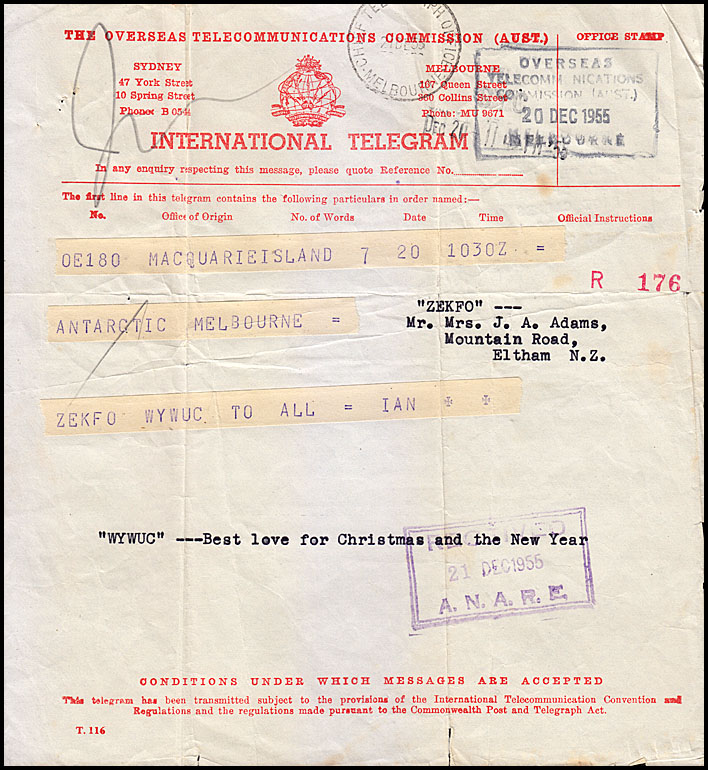 THE OVERSEAS TELECOMMUNICATIONS COMMISSION (AUST.)
OFFICE STAMP
SYDNEY
47 York Street
10 Spring Street
Phone: B 0544
MELBOURNE
167 Queen Street
360 Collins Street
Phone: MU 9671
MELBOURNE
OVERSEAS
TELECOMMUNICATIONS
COMMISSION (AUST.)
20 DEC 1955
MELBOURNE
DEC 20
INTERNATIONAL TELEGRAM
In any enquiry respecting this message, please quote Reference No.
The first line in this telegram contains the following particulars in order named:—
No. Office of Origin No. of Words Date Time Official Instructions
OE180 MACQUARIEISLAND 7 20 1030Z =
R 176
ANTARCTIC MELBOURNE =
"ZEKFO" ---
Mr. Mrs. J. A. Adams,
Mountain Road,
Eltham N.Z.
ZEKFO WYWUC TO ALL = IAN + +
"WYWUC" ---Best love for Christmas and the New Year
RECEIVED
21 DEC 1955
A.N.A.R.E.
CONDITIONS UNDER WHICH MESSAGES ARE ACCEPTED
This telegram has been transmitted subject to the provisions of the International Telecommunication Convention and
Regulations and the regulations made pursuant to the Commonwealth Post and Telegraph Act.
T. 116